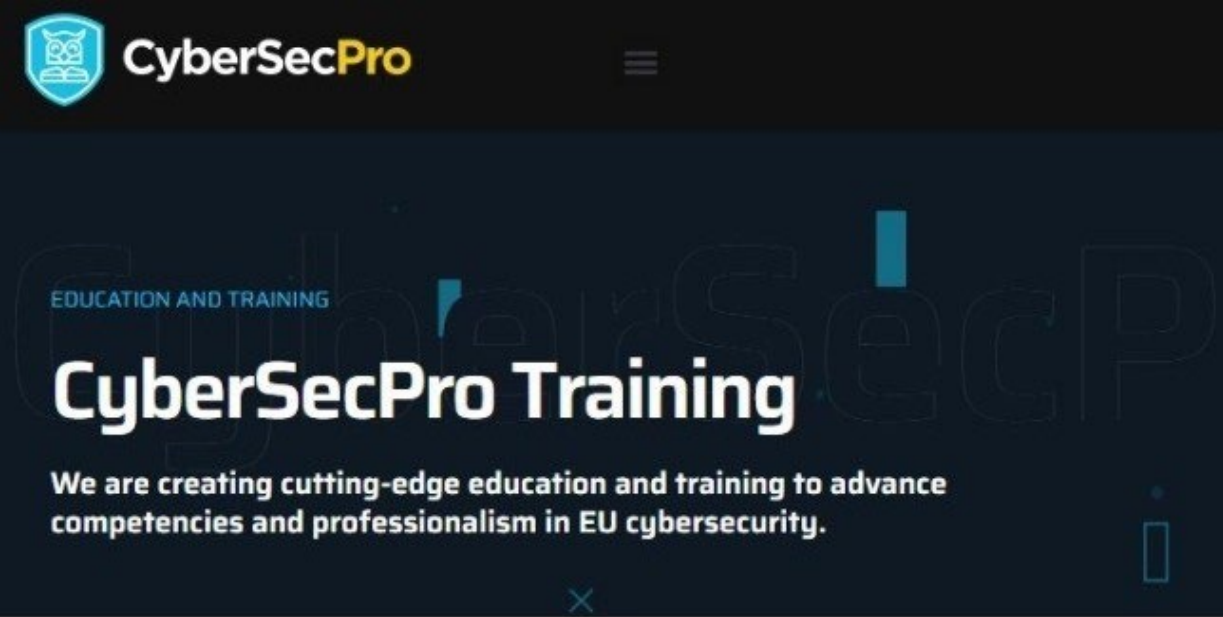 CyberSecPro
EDUCATION AND TRAINING
CyberSecP
CyberSecPro Training
We are creating cutting-edge education and training to advance
competencies and professionalism in EU cybersecurity.